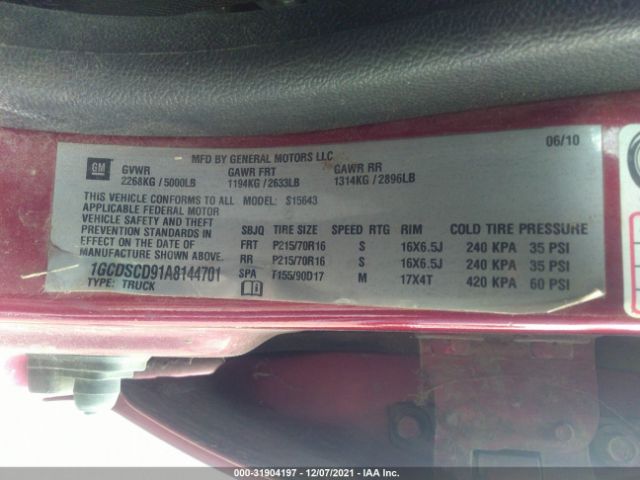 MFD BY GENERAL MOTORS LLC 06/10
GM GVWR GAWR FRT GAWR RR
2268KG / 5000LB 1194KG / 2633LB 1314KG / 2896LB
THIS VEHICLE CONFORMS TO ALL MODEL: S15643
APPLICABLE FEDERAL MOTOR
VEHICLE SAFETY AND THEFT
PREVENTION STANDARDS IN
EFFECT ON THE DATE OF
MANUFACTURE SHOWN ABOVE.
1GCDSCD91A8144701
TYPE: TRUCK
SBJQ TIRE SIZE SPEED RTG RIM COLD TIRE PRESSURE
FRT P215/70R16 S 16X6.5J 240 KPA 35 PSI
RR P215/70R16 S 16X6.5J 240 KPA 35 PSI
SPA T155/90D17 M 17X4T 420 KPA 60 PSI
000-31904197 - 12/07/2021 - IAA Inc.